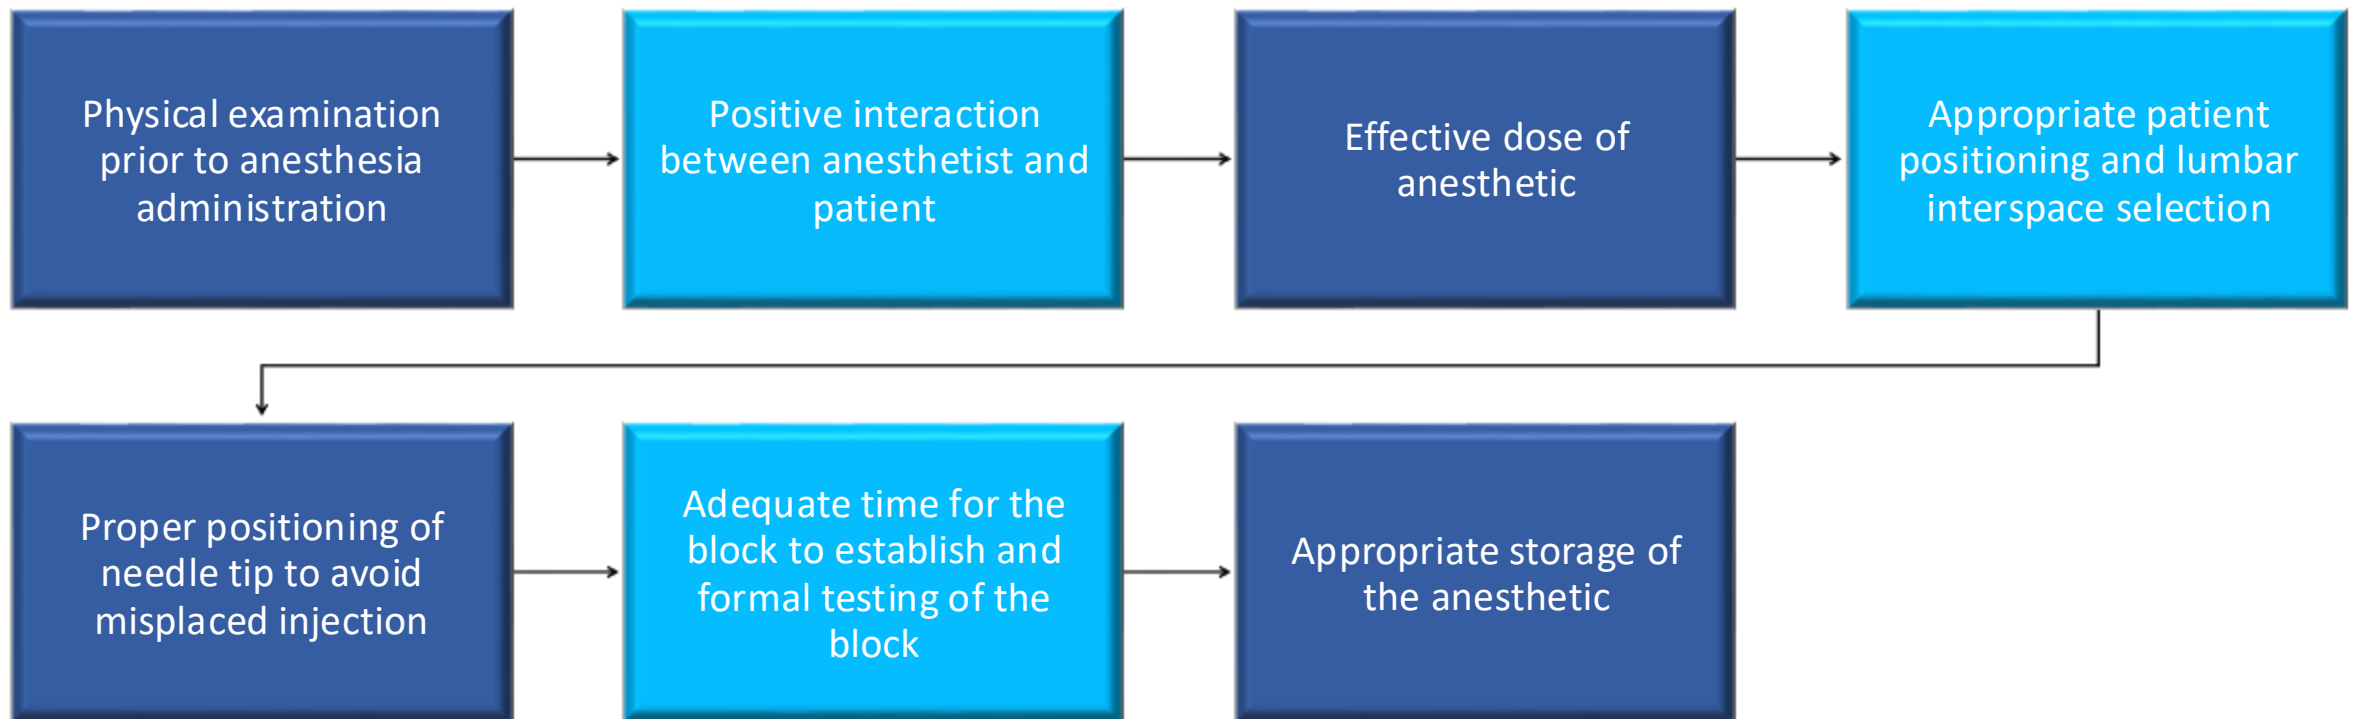 Physical examination
prior to anesthesia
administration
Positive interaction
between anesthetist and
patient
Effective dose of
anesthetic
Appropriate patient
positioning and lumbar
interspace selection
Proper positioning of
needle tip to avoid
misplaced injection
Adequate time for the
block to establish and
formal testing of the
block
Appropriate storage of
the anesthetic